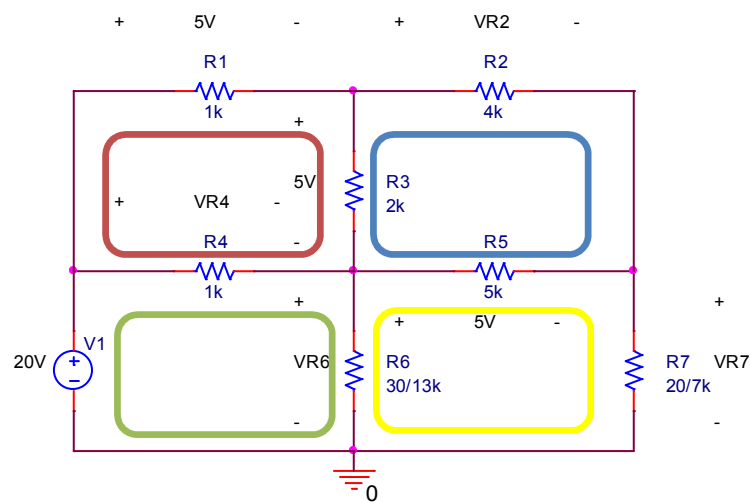 + 5V - + VR2 -
R1 R2
1k 4k
+
5V R3
+ VR4 - 2k
-
R4 R5
1k 5k
+ + 5V - +
V1
20V + VR6 R6 R7 VR7
- 30/13k 20/7k
- -
0